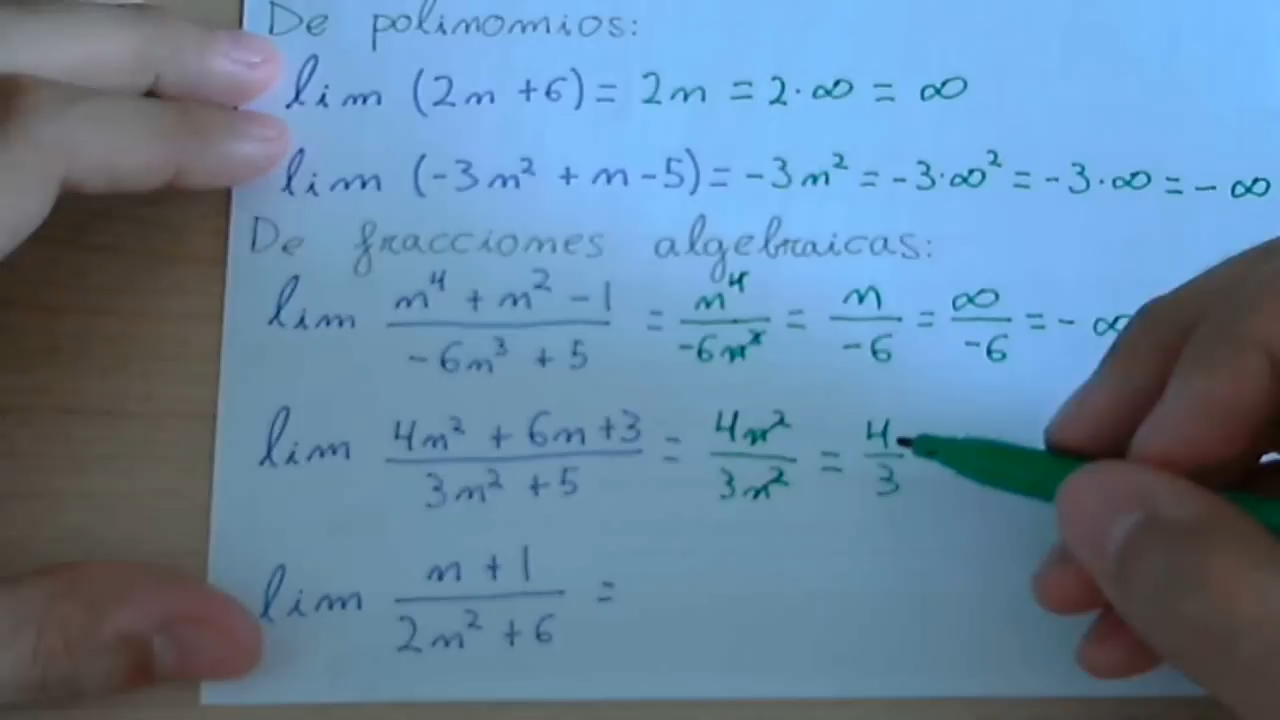 De polinomios:
lim (2n + 6) = 2n = 2·∞ = ∞
lim (-3n² + n - 5) = -3n² = -3·∞² = -3·∞ = -∞
De fracciones algebraicas:
lim (n⁴ + n² - 1)/(-6n³ + 5) = n⁴/(-6n³) = n/(-6) = ∞/(-6) = -∞
lim (4n² + 6n + 3)/(3n² + 5) = 4n²/(3n²) = 4/3
lim (n + 1)/(2n² + 6) =